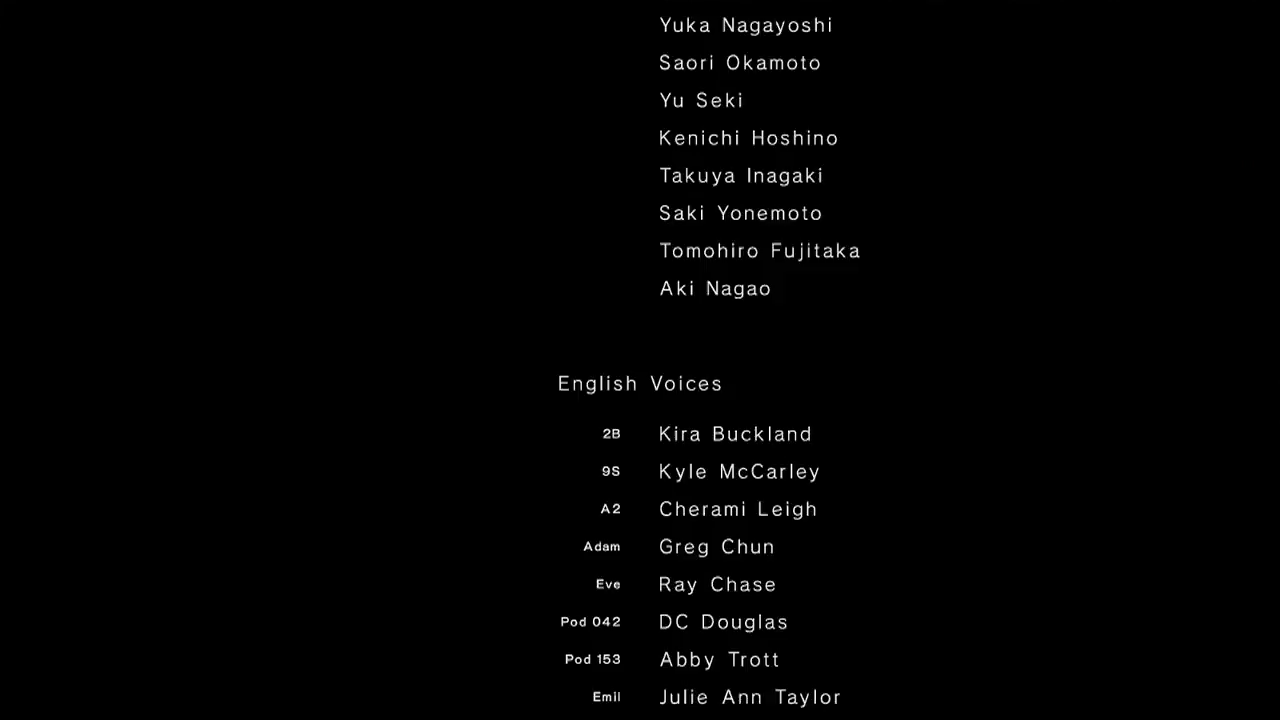 Yuka Nagayoshi
Saori Okamoto
Yu Seki
Kenichi Hoshino
Takuya Inagaki
Saki Yonemoto
Tomohiro Fujitaka
Aki Nagao
English Voices
2B Kira Buckland
9S Kyle McCarley
A2 Cherami Leigh
Adam Greg Chun
Eve Ray Chase
Pod 042 DC Douglas
Pod 153 Abby Trott
Emil Julie Ann Taylor